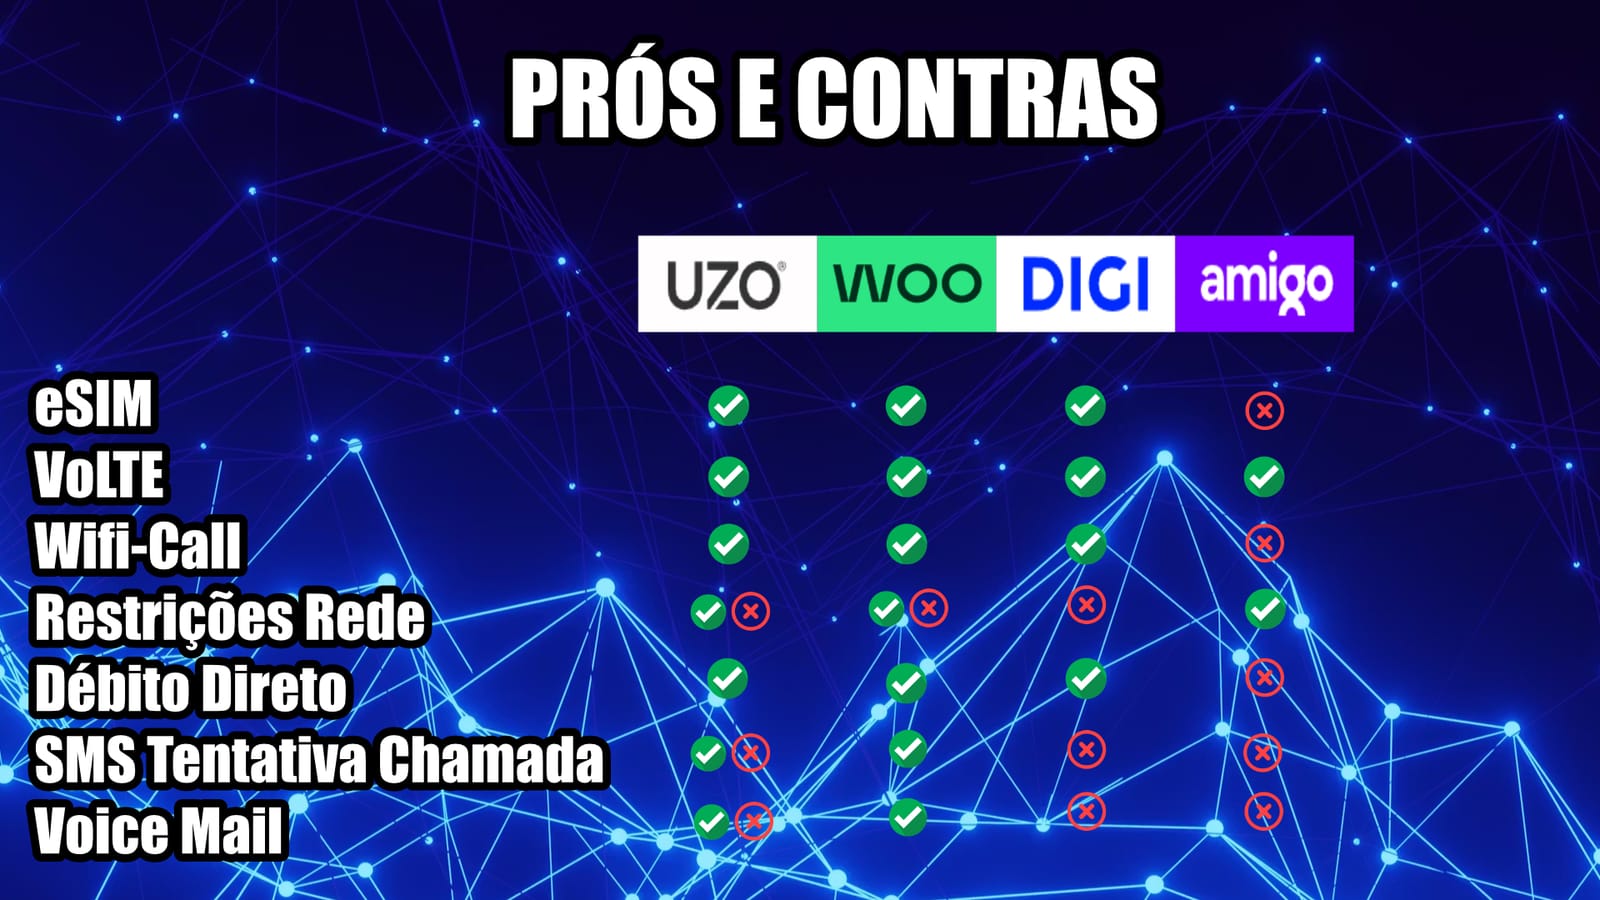 PRÓS E CONTRAS
UZO® WOO DIGI amigo
eSIM
VoLTE
Wifi-Call
Restrições Rede
Débito Direto
SMS Tentativa Chamada
Voice Mail